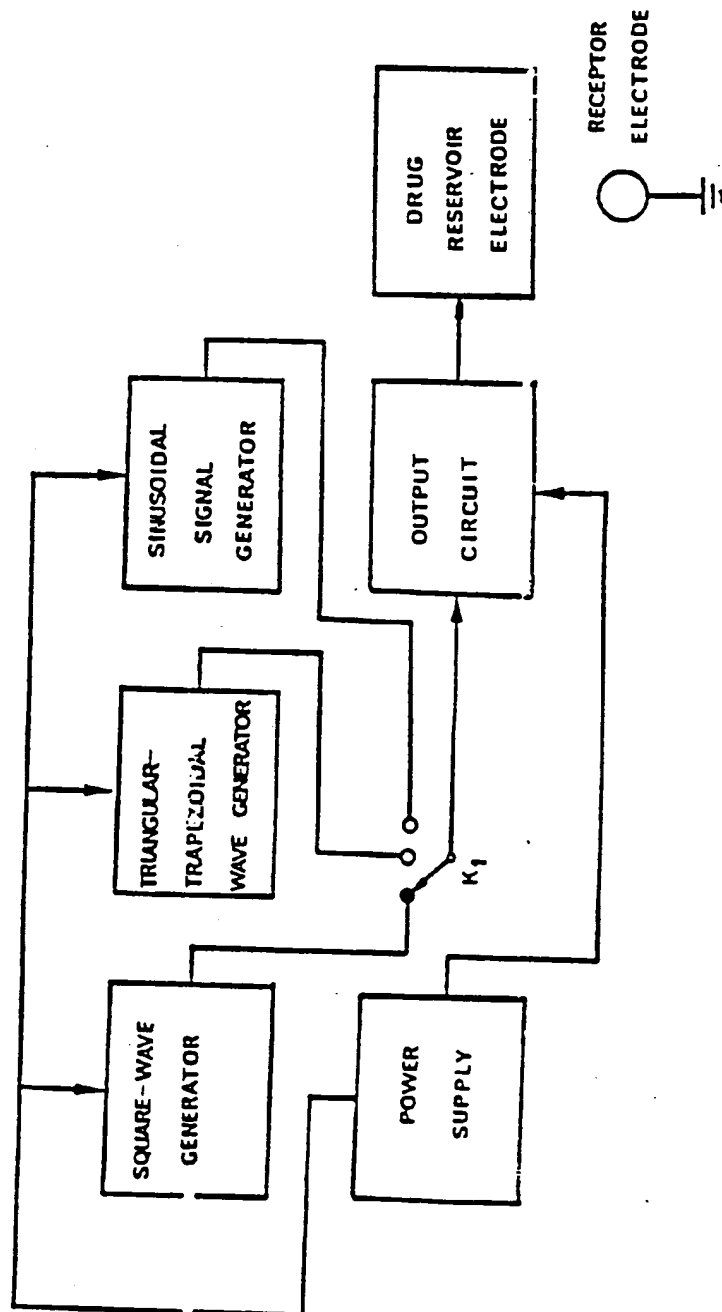 SQUARE-WAVE
GENERATOR
TRIANGULAR-
TRAPEZOIDAL
WAVE GENERATOR
SINUSOIDAL
SIGNAL
GENERATOR
K1
POWER
SUPPLY
OUTPUT
CIRCUIT
DRUG
RESERVOIR
ELECTRODE
RECEPTOR
ELECTRODE